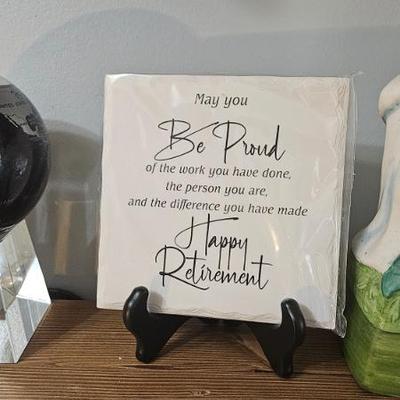 May you
Be Proud
of the work you have done,
the person you are,
and the difference you have made
Happy
Retirement